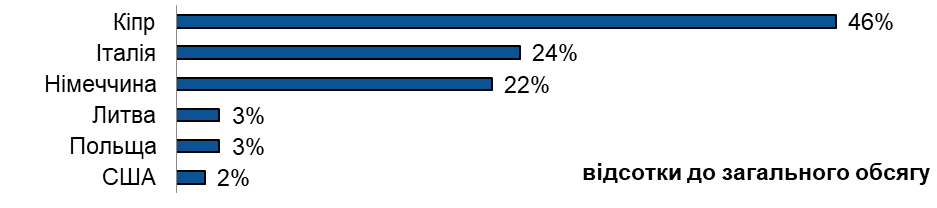 Кіпр 46%
Італія 24%
Німеччина 22%
Литва 3%
Польща 3%
США 2%
відсотки до загального обсягу